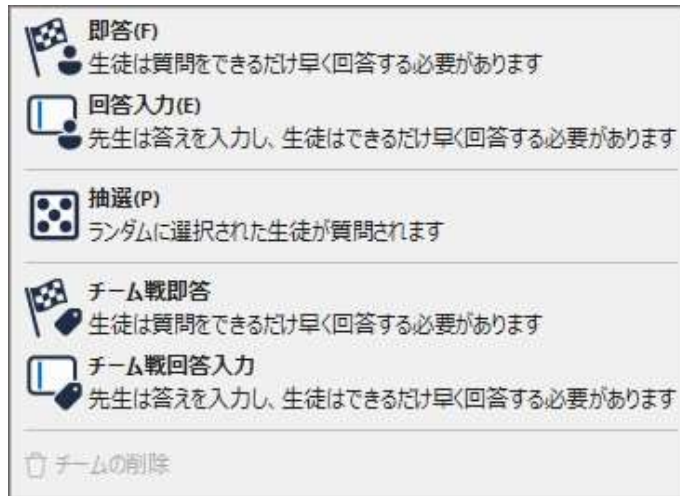 即答(F)
生徒は質問をできるだけ早く回答する必要があります
回答入力(E)
先生は答えを入力し、生徒はできるだけ早く回答する必要があります
抽選(P)
ランダムに選択された生徒が質問されます
チーム戦即答
生徒は質問をできるだけ早く回答する必要があります
チーム戦回答入力
先生は答えを入力し、生徒はできるだけ早く回答する必要があります
チームの削除